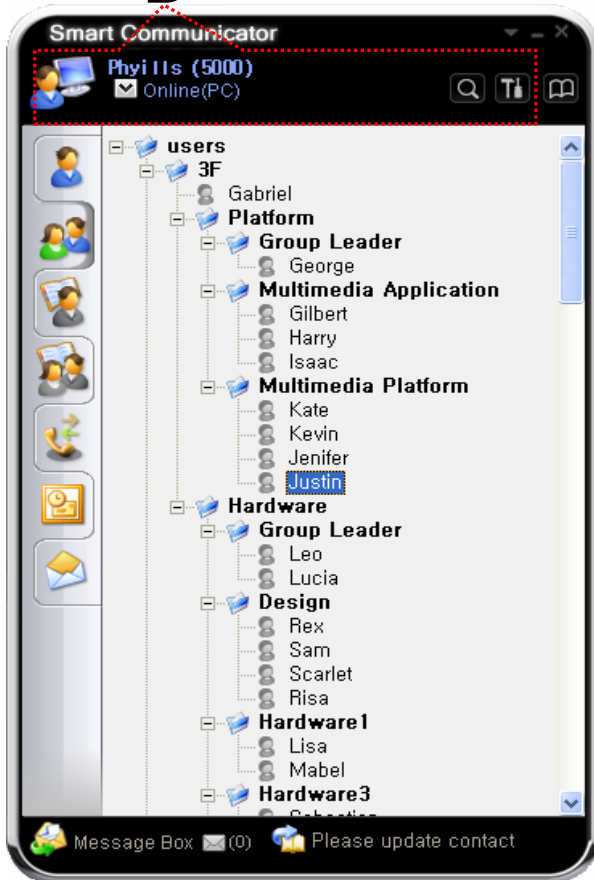 Smart Communicator
Phyills (5000)
Online(PC)
users
3F
Gabriel
Platform
Group Leader
George
Multimedia Application
Gilbert
Harry
Isaac
Multimedia Platform
Kate
Kevin
Jenifer
Justin
Hardware
Group Leader
Leo
Lucia
Design
Rex
Sam
Scarlet
Risa
Hardware1
Lisa
Mabel
Hardware3
Message Box (0) Please update contact